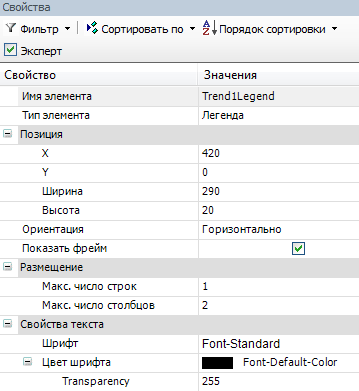 Свойства
Фильтр Сортировать по Порядок сортировки
Эксперт
Свойство Значения
Имя элемента Trend1Legend
Тип элемента Легенда
Позиция
X 420
Y 0
Ширина 290
Высота 20
Ориентация Горизонтально
Показать фрейм
Размещение
Макс. число строк 1
Макс. число столбцов 2
Свойства текста
Шрифт Font-Standard
Цвет шрифта Font-Default-Color
Transparency 255